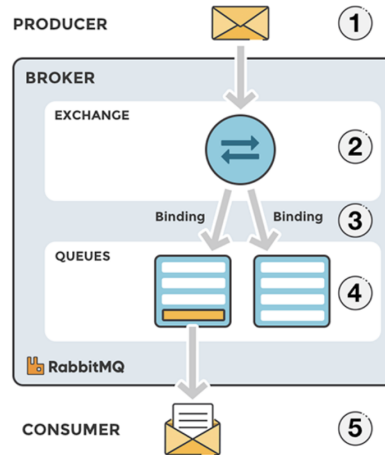 PRODUCER 1
BROKER
EXCHANGE
2
Binding Binding 3
QUEUES
4
RabbitMQ
CONSUMER 5